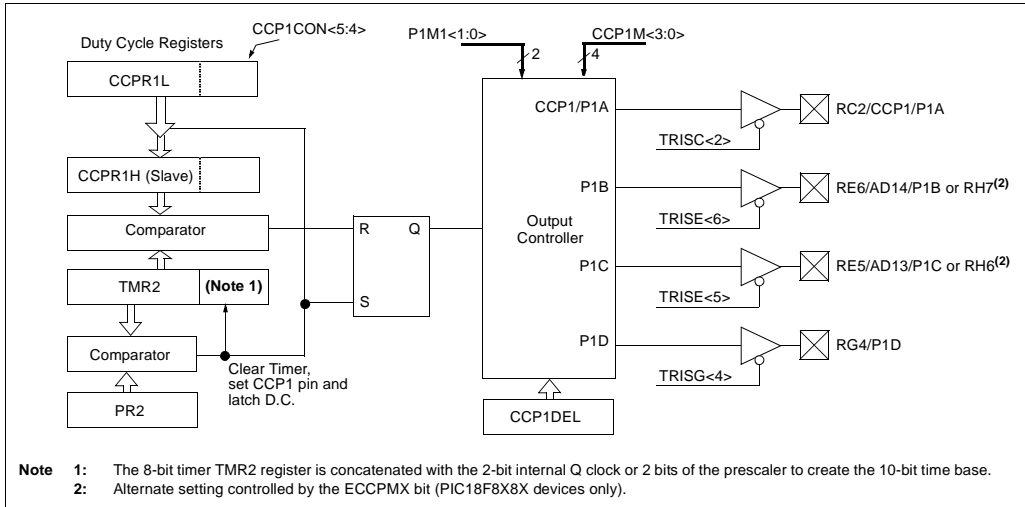 CCP1CON<5:4>
Duty Cycle Registers
CCPR1L
CCPR1H (Slave)
Comparator
TMR2
(Note 1)
Comparator
PR2
Clear Timer,
set CCP1 pin and
latch D.C.
R
Q
S
P1M1<1:0>
2
CCP1M<3:0>
4
CCP1/P1A
P1B
Output
Controller
P1C
P1D
CCP1DEL
TRISC<2>
RC2/CCP1/P1A
TRISE<6>
RE6/AD14/P1B or RH7(2)
TRISE<5>
RE5/AD13/P1C or RH6(2)
TRISG<4>
RG4/P1D
Note 1: The 8-bit timer TMR2 register is concatenated with the 2-bit internal Q clock or 2 bits of the prescaler to create the 10-bit time base.
2: Alternate setting controlled by the ECCPMX bit (PIC18F8X8X devices only).